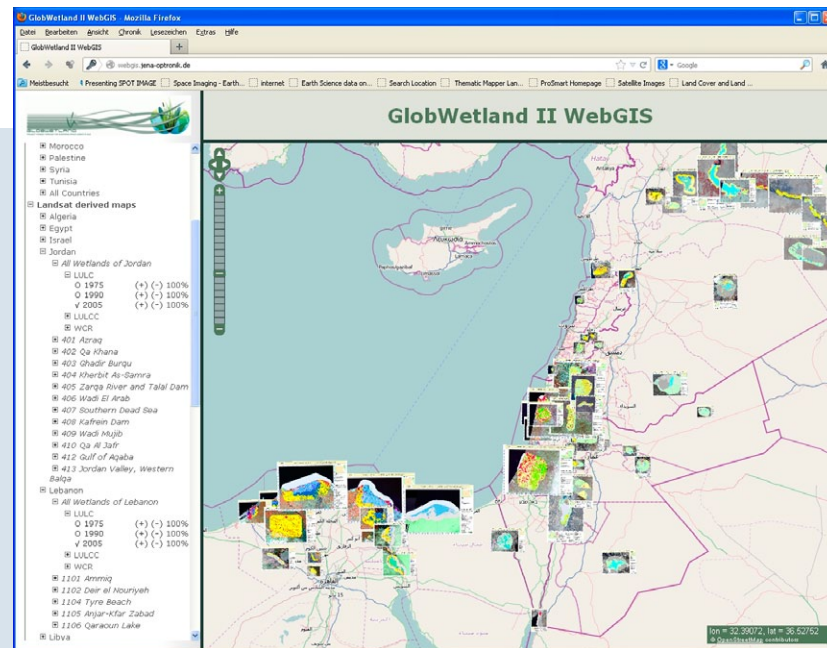 GlobWetland II WebGIS - Mozilla Firefox
Datei Bearbeiten Ansicht Chronik Lesezeichen Extras Hilfe
GlobWetland II WebGIS
webgis.jena-optronik.de
Google
Meistbesucht Presenting SPOT IMAGE Space Imaging - Earth... internet Earth Science data on... Search Location Thematic Mapper Lan... ProSmart Homepage Satellite Images Land Cover and Land ...
GlobWetland II WebGIS
Morocco
Palestine
Syria
Tunisia
All Countries
Landsat derived maps
Algeria
Egypt
Israel
Jordan
All Wetlands of Jordan
LULC
O 1975 (+) (-) 100%
O 1990 (+) (-) 100%
√ 2005 (+) (-) 100%
LULCC
WCR
401 Azraq
402 Qa Khana
403 Ghadir Burqu
404 Kherbit As-Samra
405 Zarqa River and Talal Dam
406 Wadi El Arab
407 Southern Dead Sea
408 Kafrein Dam
409 Wadi Mujib
410 Qa Al Jafr
412 Gulf of Aqaba
413 Jordan Valley, Western
Balqa
Lebanon
All Wetlands of Lebanon
LULC
O 1975 (+) (-) 100%
O 1990 (+) (-) 100%
√ 2005 (+) (-) 100%
LULCC
WCR
1101 Ammiq
1102 Deir el Nouriyeh
1104 Tyre Beach
1105 Anjar-Kfar Zabad
1106 Qaraoun Lake
Libya
Hatay
Antakya
Λευκωσία
Larnaca
بيروت
دمشق
السويداء
عمان
القاهرة
lon = 32.39072, lat = 36.52752
© OpenStreetMap contributors